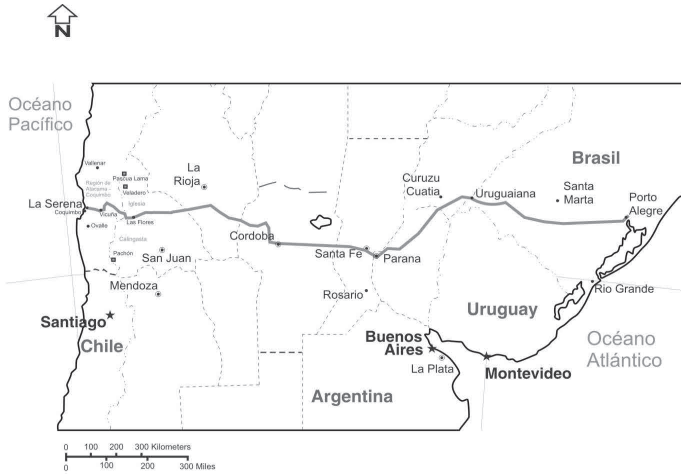 N
Océano
Pacífico
Brasil
Vallenar
Pascua Lama
Veladero
Región de
Atacama -
Coquimbo
Iglesia
La
Rioja
Curuzu
Cuatia
Uruguaiana
Santa
Marta
Porto
Alegre
La Serena
Coquimbo
Vicuña
Las Flores
Ovalle
Calingasta
Pachón
San Juan
Cordoba
Santa Fe
Parana
Mendoza
Rosario
Rio Grande
Santiago
Chile
Uruguay
Océano
Atlántico
Buenos
Aires
La Plata
Montevideo
Argentina
0 100 200 300 Kilometers
0 100 200 300 Miles